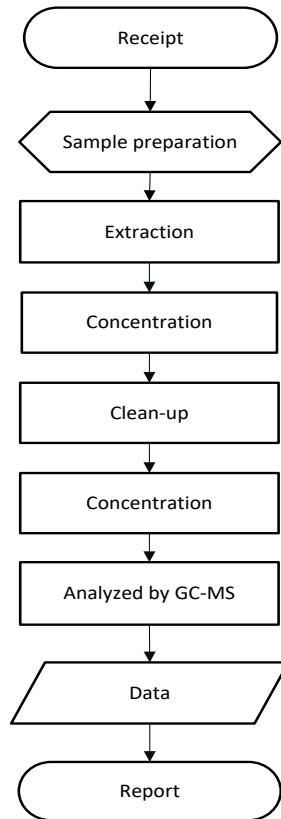 Receipt
Sample preparation
Extraction
Concentration
Clean-up
Concentration
Analyzed by GC-MS
Data
Report